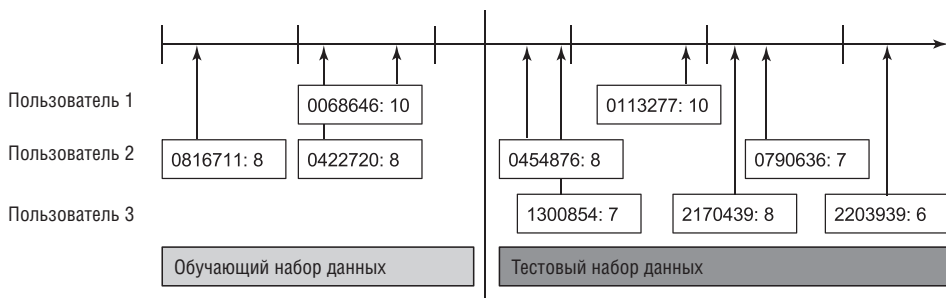 Пользователь 1
0068646: 10
0113277: 10
Пользователь 2
0816711: 8
0422720: 8
0454876: 8
0790636: 7
Пользователь 3
1300854: 7
2170439: 8
2203939: 6
Обучающий набор данных
Тестовый набор данных